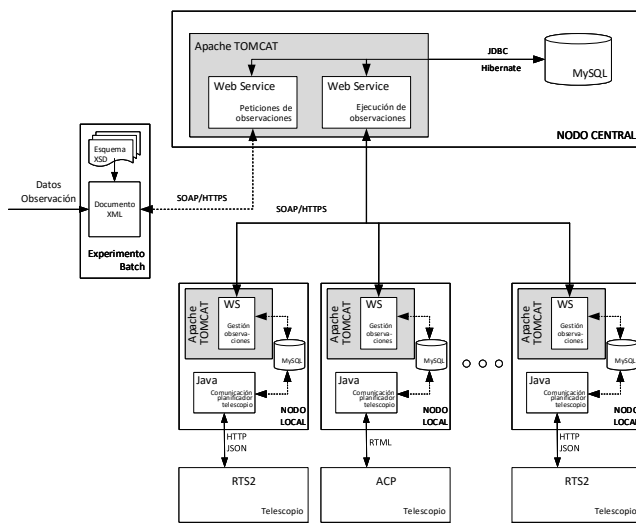 Apache TOMCAT
Web Service
Peticiones de
observaciones
Web Service
Ejecución de
observaciones
JDBC
Hibernate
MySQL
NODO CENTRAL
Datos
Observación
Esquema
XSD
Documento
XML
Experimento
Batch
SOAP/HTTPS
SOAP/HTTPS
Apache
TOMCAT
WS
Gestión
observa-
ciones
MySQL
Java
Comunicación
planificador
telescopio
NODO
LOCAL
HTTP
JSON
RTS2
Telescopio
Apache
TOMCAT
WS
Gestión
observa-
ciones
MySQL
Java
Comunicación
planificador
telescopio
NODO
LOCAL
RTML
ACP
Telescopio
Apache
TOMCAT
WS
Gestión
observa-
ciones
MySQL
Java
Comunicación
planificador
telescopio
NODO
LOCAL
HTTP
JSON
RTS2
Telescopio